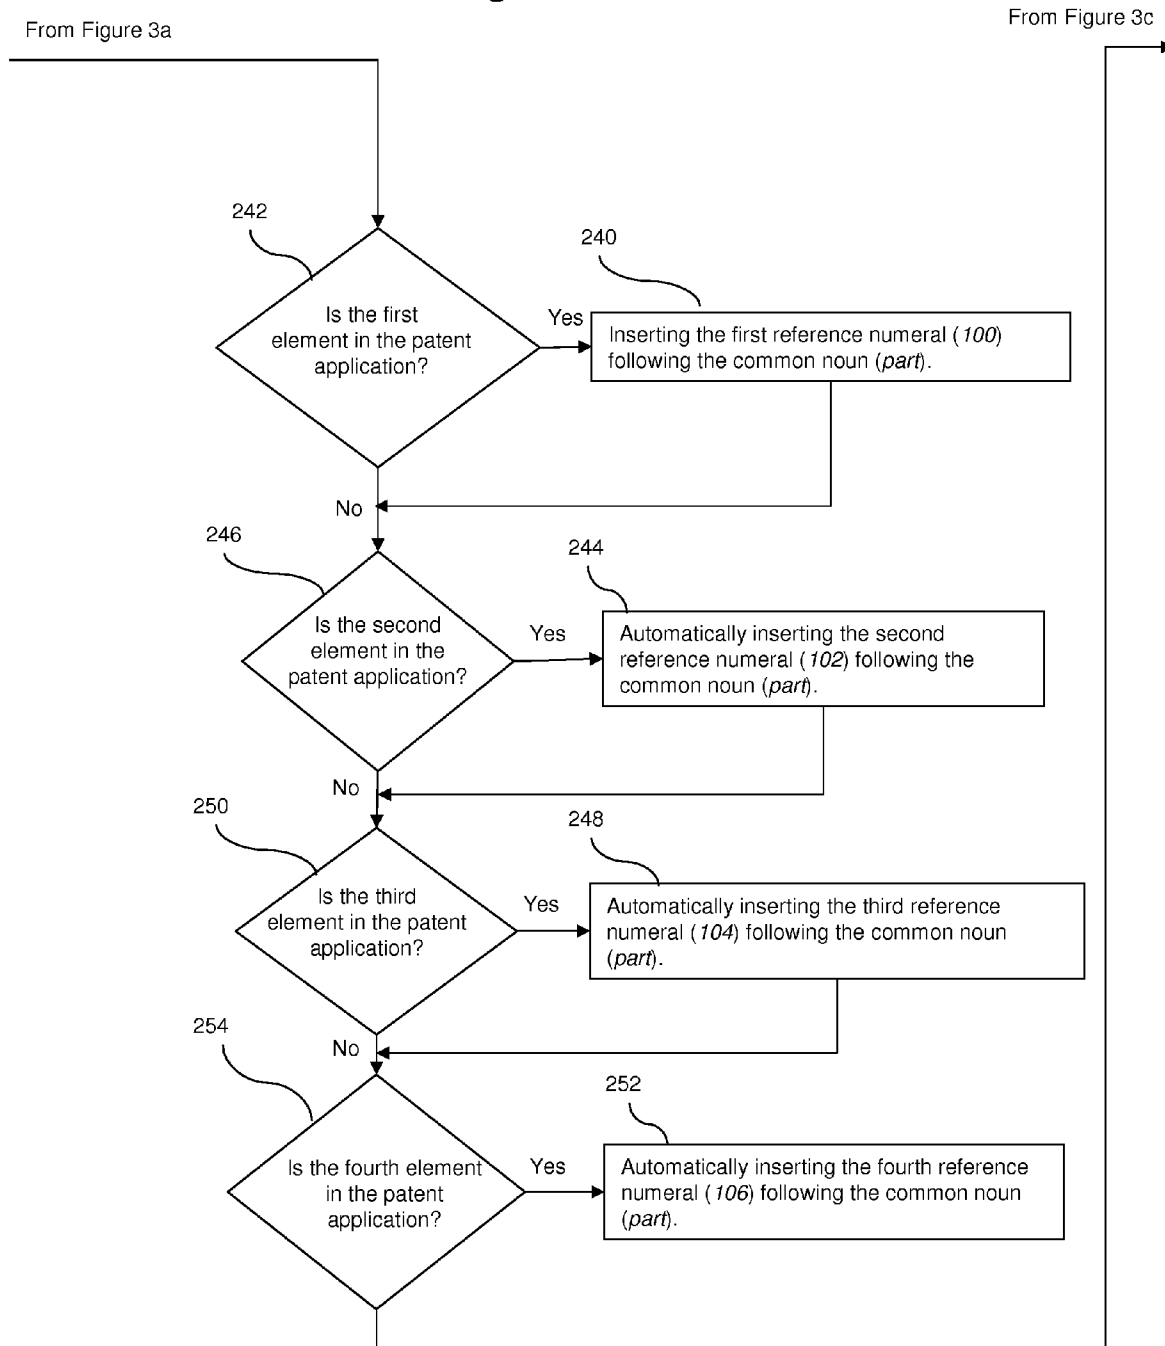 From Figure 3a
From Figure 3c
242
240
Is the first
element in the patent
application?
Yes
Inserting the first reference numeral (100)
following the common noun (part).
No
246
244
Is the second
element in the
patent application?
Yes
Automatically inserting the second
reference numeral (102) following the
common noun (part).
No
250
248
Is the third
element in the patent
application?
Yes
Automatically inserting the third reference
numeral (104) following the common noun
(part).
No
254
252
Is the fourth element
in the patent
application?
Yes
Automatically inserting the fourth reference
numeral (106) following the common noun
(part).